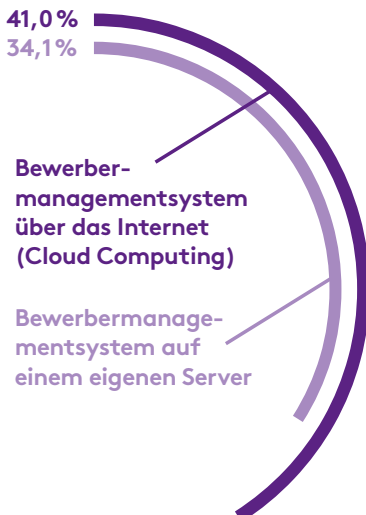 41,0 %
34,1 %
Bewerber-
managementsystem
über das Internet
(Cloud Computing)
Bewerbermanage-
mentsystem auf
einem eigenen Server